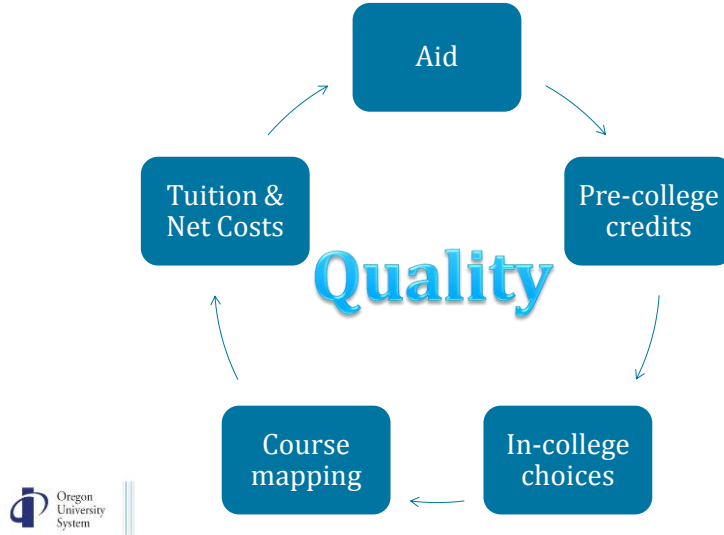 Aid
Tuition &
Net Costs
Pre-college
credits
Quality
Course
mapping
In-college
choices
Oregon
University
System